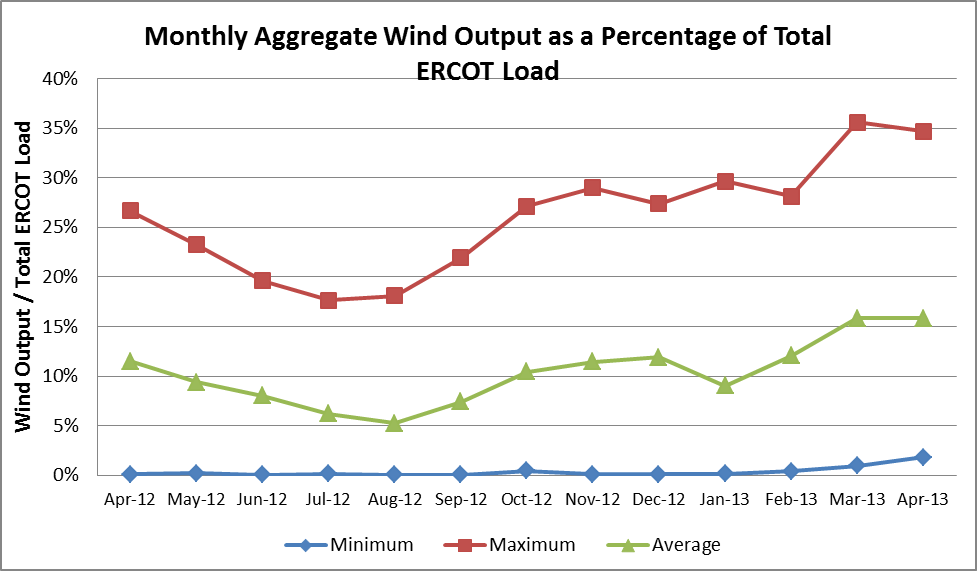 Monthly Aggregate Wind Output as a Percentage of Total
ERCOT Load
Wind Output / Total ERCOT Load
40%
35%
30%
25%
20%
15%
10%
5%
0%
Apr-12 May-12 Jun-12 Jul-12 Aug-12 Sep-12 Oct-12 Nov-12 Dec-12 Jan-13 Feb-13 Mar-13 Apr-13
Minimum Maximum Average